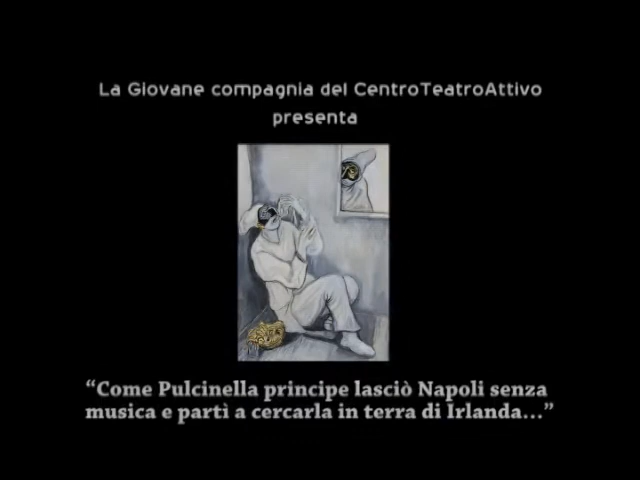 La Giovane compagnia del CentroTeatroAttivo
presenta
“Come Pulcinella principe lasciò Napoli senza
musica e partì a cercarla in terra di Irlanda...”